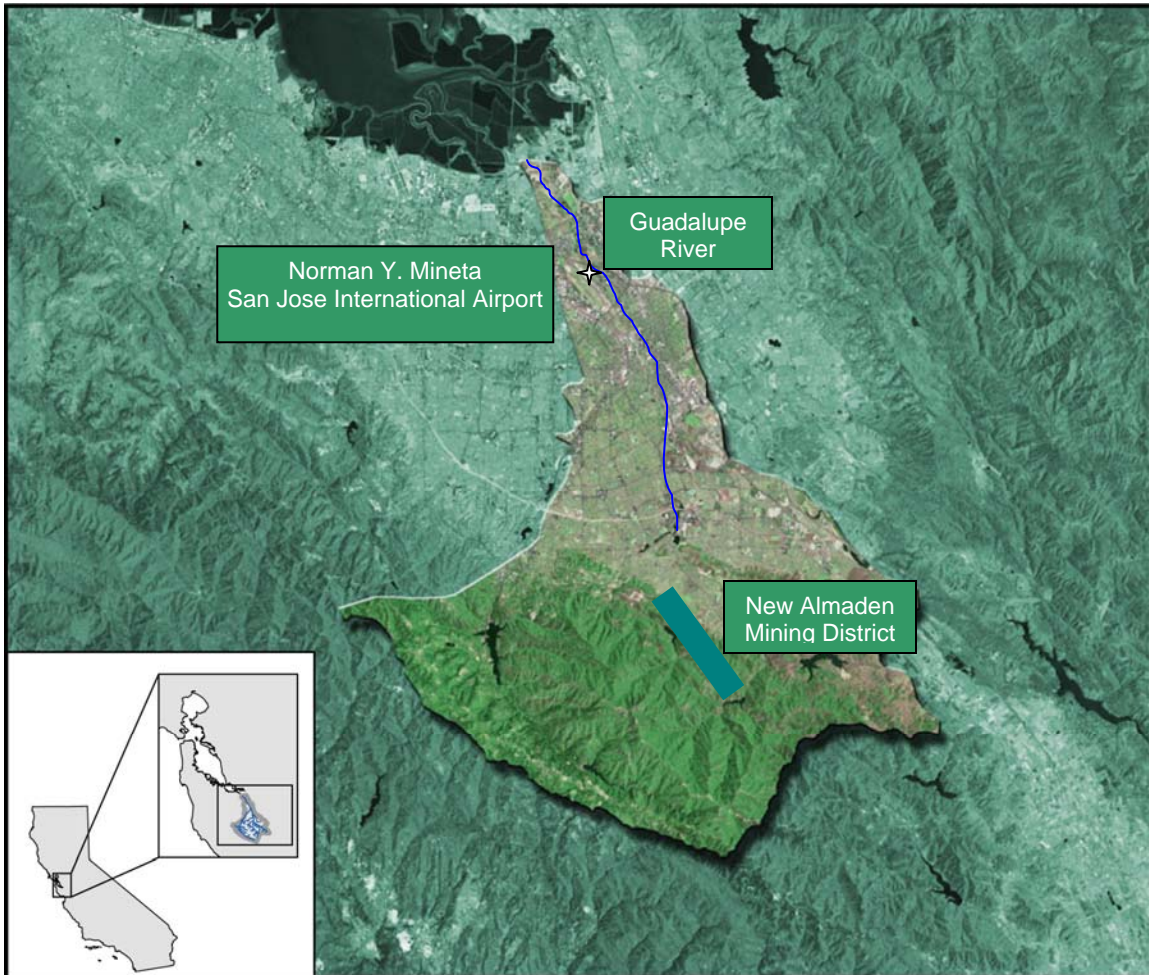 Guadalupe
River
Norman Y. Mineta
San Jose International Airport
New Almaden
Mining District